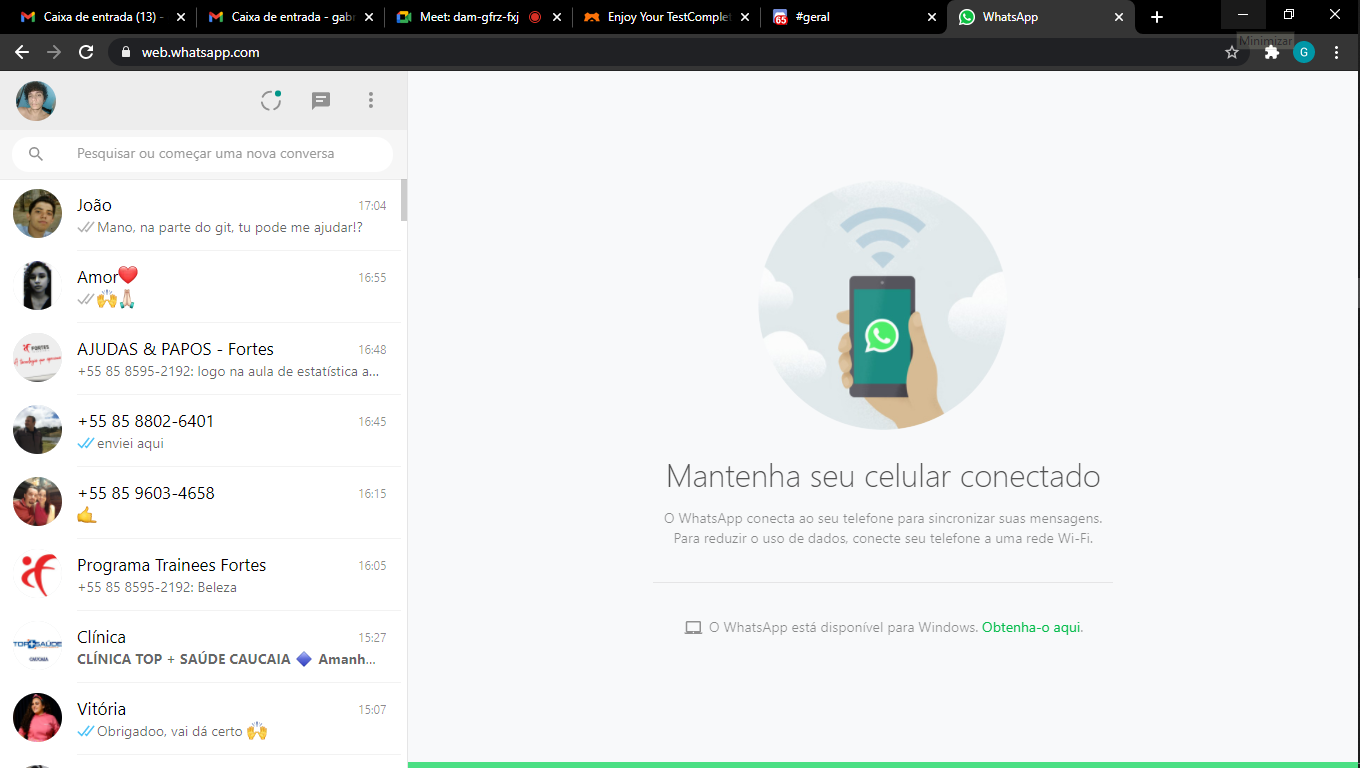 Caixa de entrada (13) -
Caixa de entrada - gab
Meet: dam-gfrz-fxj
Enjoy Your TestComplet
65
#geral
WhatsApp
web.whatsapp.com
Minimizar
G
Pesquisar ou começar uma nova conversa
João 17:04
Mano, na parte do git, tu pode me ajudar!?
Amor❤️ 16:55
🙌🙏🏻
FORTES
AJUDAS & PAPOS - Fortes 16:48
+55 85 8595-2192: logo na aula de estatística a...
+55 85 8802-6401 16:45
enviei aqui
+55 85 9603-4658 16:15
🤙
Programa Trainees Fortes 16:05
+55 85 8595-2192: Beleza
TOP+SAÚDE
CAUCAIA
Clínica 15:27
CLÍNICA TOP + SAÚDE CAUCAIA 🔷 Amanh...
Vitória 15:07
Obrigadoo, vai dá certo 🙌
Mantenha seu celular conectado
O WhatsApp conecta ao seu telefone para sincronizar suas mensagens.
Para reduzir o uso de dados, conecte seu telefone a uma rede Wi-Fi.
O WhatsApp está disponível para Windows. Obtenha-o aqui.